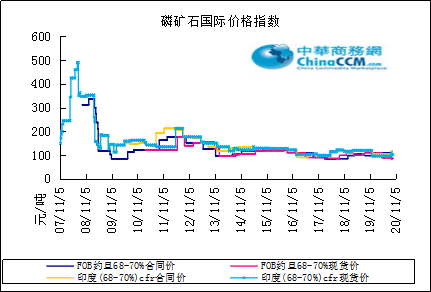 磷矿石国际价格指数
中華商務網
ChinaCCM.com
China Commodity Marketplace
600
500
400
300
200
100
0
元/吨
07/11/5
08/11/5
09/11/5
10/11/5
11/11/5
12/11/5
13/11/5
14/11/5
15/11/5
16/11/5
17/11/5
18/11/5
19/11/5
20/11/5
FOB约旦68-70%合同价
FOB约旦68-70%现货价
印度(68-70%)cfr合同价
印度(68-70%)cfr现货价